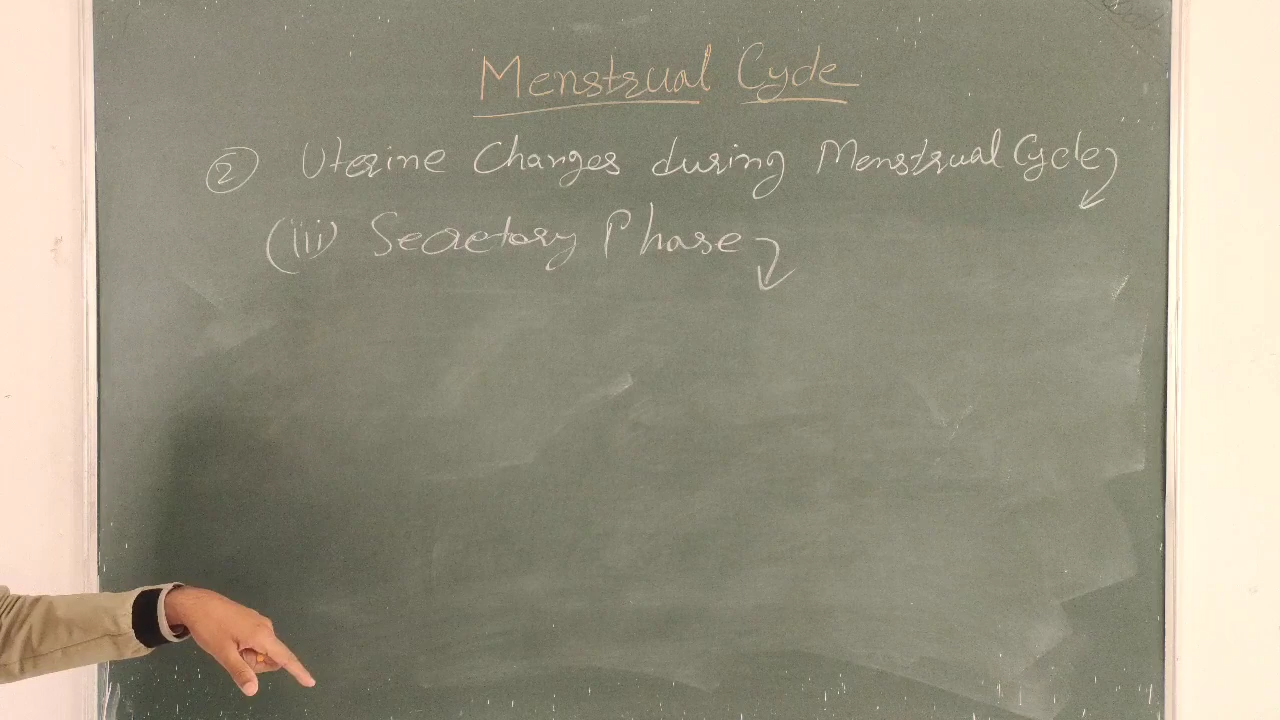 Menstrual Cycle
② Uterine Changes during Menstrual Cycle
(iii) Secretory Phase